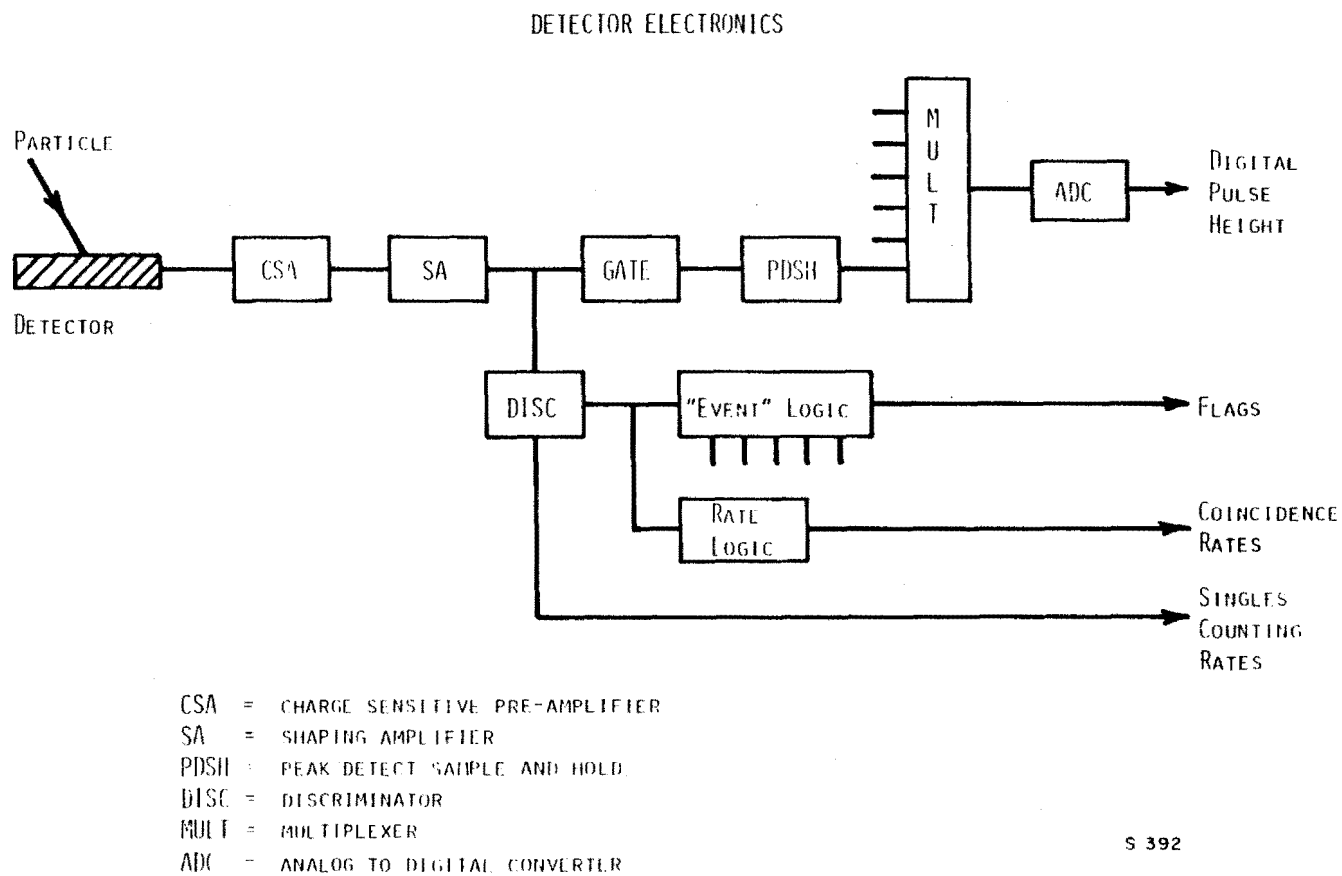 DETECTOR ELECTRONICS
PARTICLE
DETECTOR
CSA
SA
GATE
PDSH
MULT
ADC
DIGITAL
PULSE
HEIGHT
DISC
"EVENT" LOGIC
FLAGS
RATE
LOGIC
COINCIDENCE
RATES
SINGLES
COUNTING
RATES
CSA = CHARGE SENSITIVE PRE-AMPLIFIER
SA = SHAPING AMPLIFIER
PDSH = PEAK DETECT SAMPLE AND HOLD
DISC = DISCRIMINATOR
MULT = MULTIPLEXER
ADC = ANALOG TO DIGITAL CONVERTER
S 392